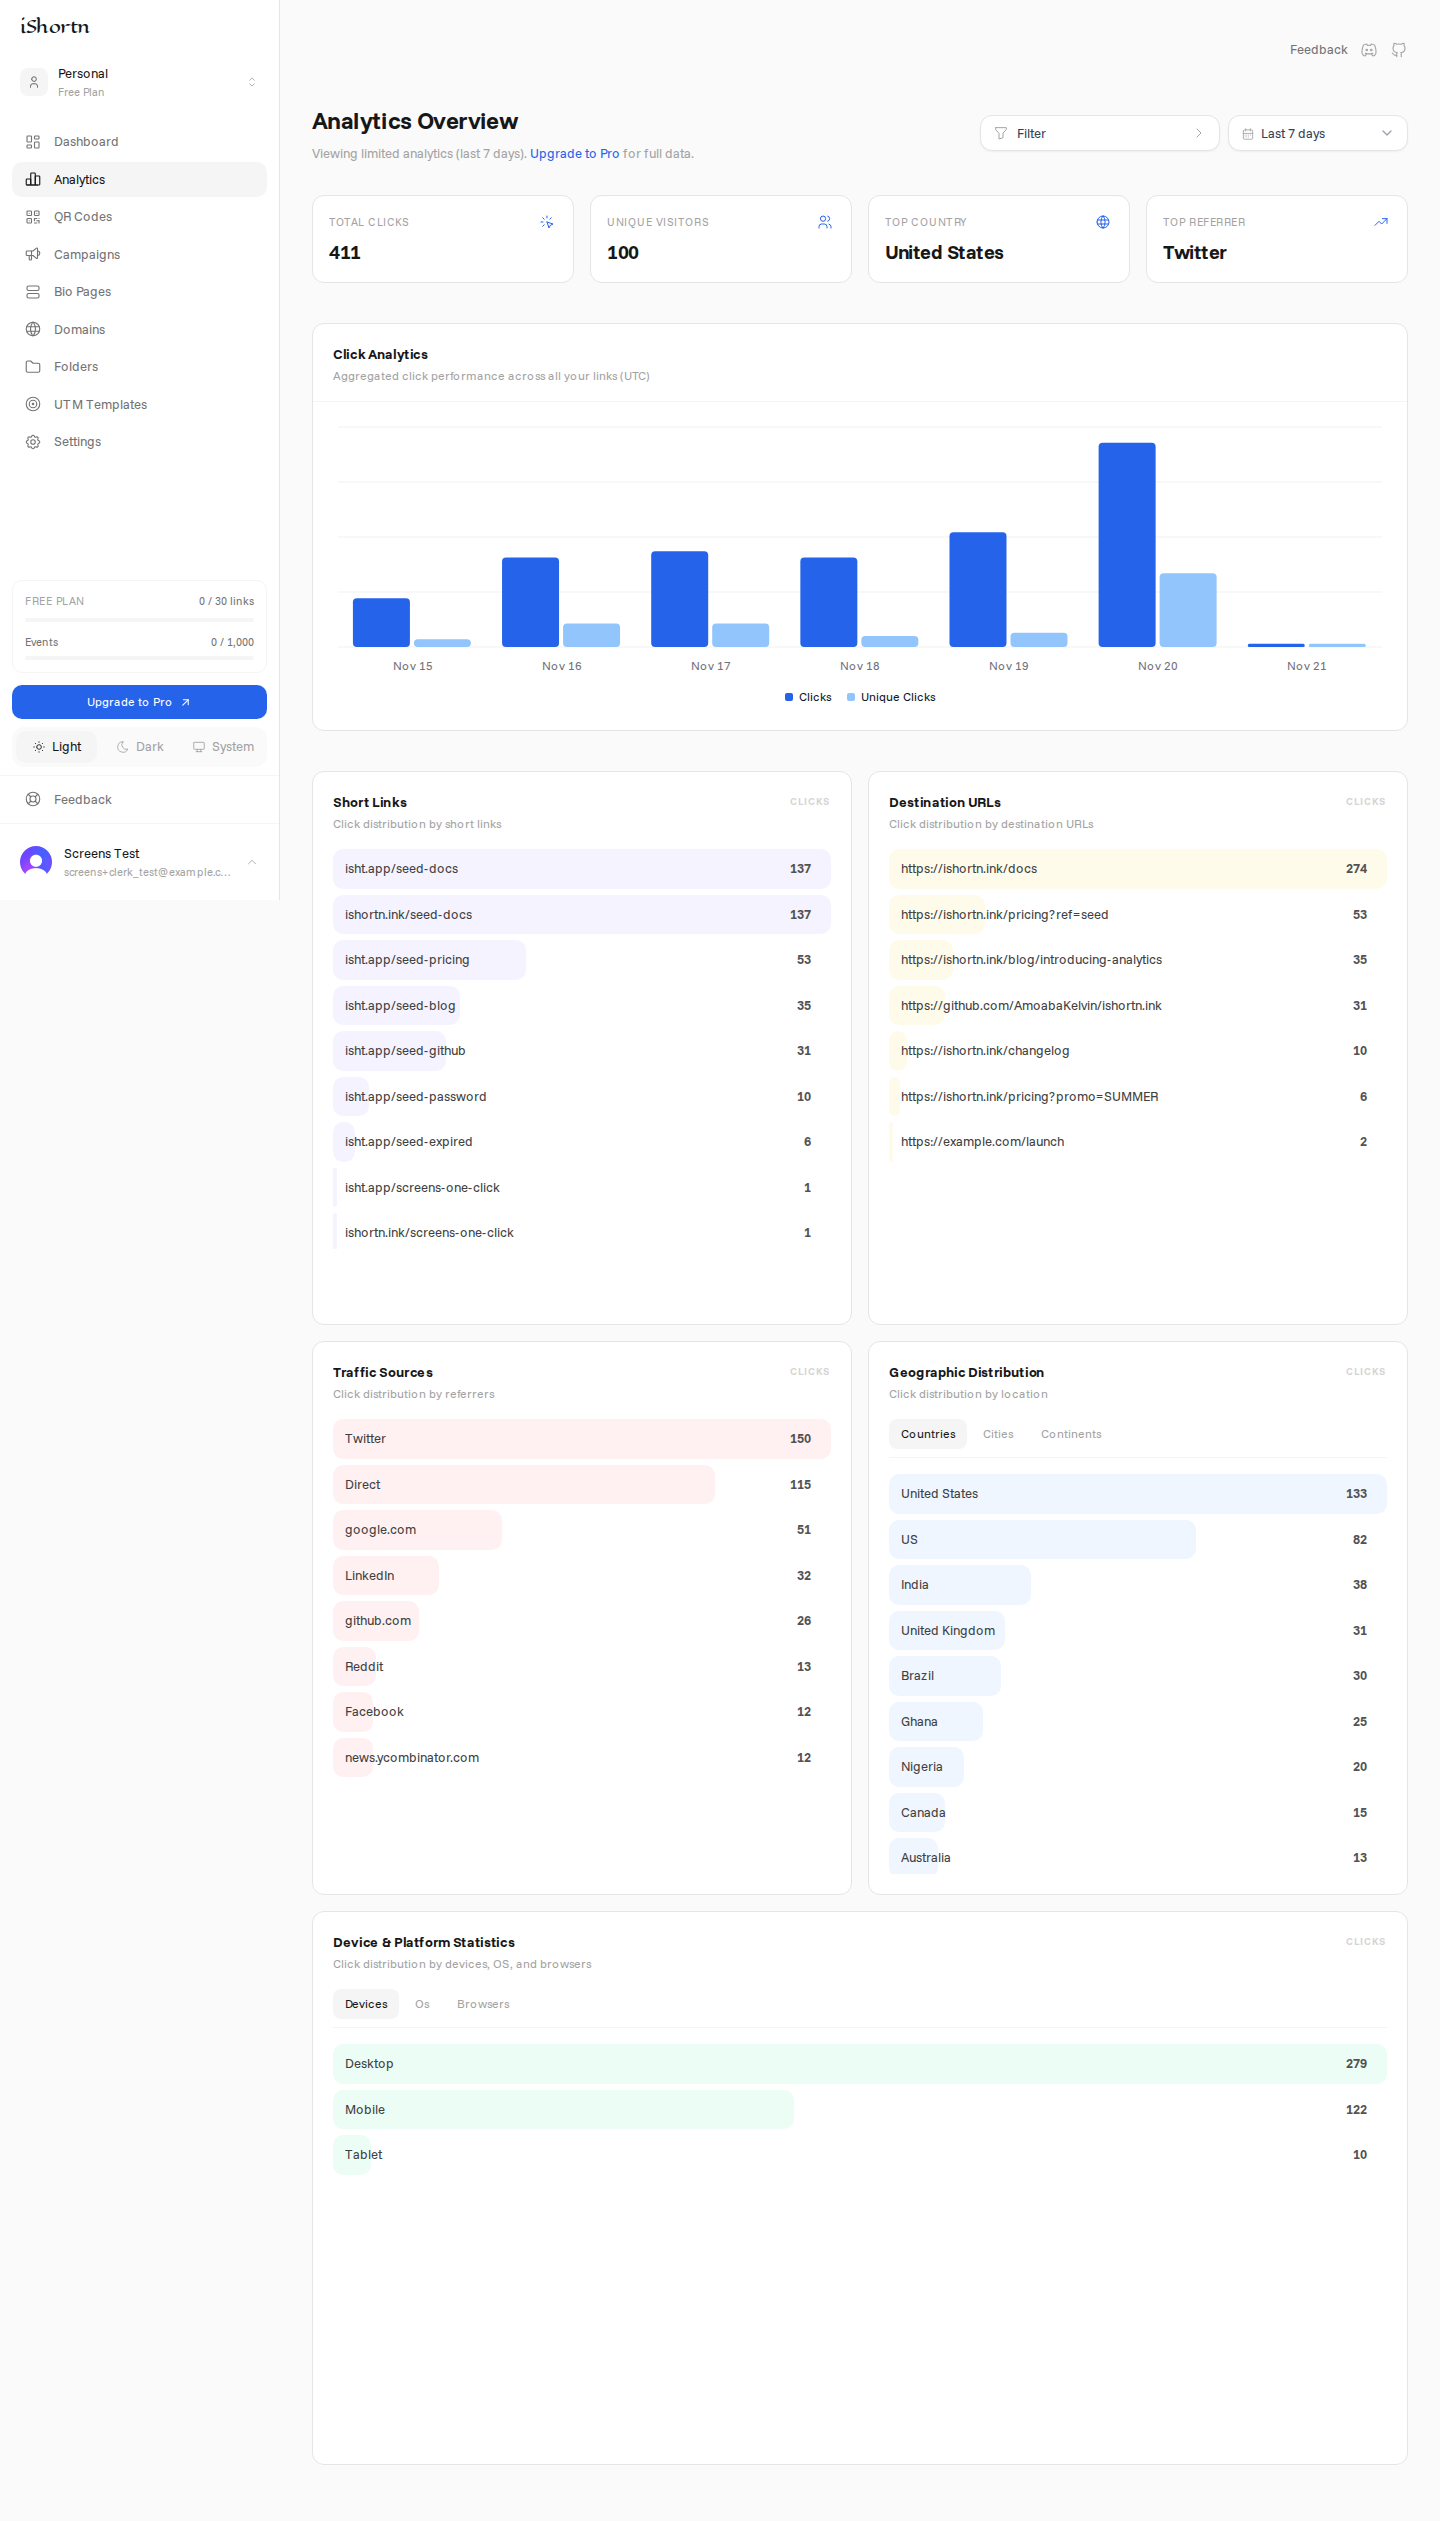 iShortn
Personal
Free Plan
Dashboard
Analytics
QR Codes
Campaigns
Bio Pages
Domains
Folders
UTM Templates
Settings
FREE PLAN 0 / 30 links
Events 0 / 1,000
Upgrade to Pro
Light Dark System
Feedback
Screens Test
screens+clerk_test@example.c...
Feedback
Analytics Overview
Viewing limited analytics (last 7 days). Upgrade to Pro for full data.
Filter
Last 7 days
TOTAL CLICKS
411
UNIQUE VISITORS
100
TOP COUNTRY
United States
TOP REFERRER
Twitter
Click Analytics
Aggregated click performance across all your links (UTC)
Nov 15 Nov 16 Nov 17 Nov 18 Nov 19 Nov 20 Nov 21
Clicks Unique Clicks
Short Links CLICKS
Click distribution by short links
isht.app/seed-docs 137
ishortn.ink/seed-docs 137
isht.app/seed-pricing 53
isht.app/seed-blog 35
isht.app/seed-github 31
isht.app/seed-password 10
isht.app/seed-expired 6
isht.app/screens-one-click 1
ishortn.ink/screens-one-click 1
Destination URLs CLICKS
Click distribution by destination URLs
https://ishortn.ink/docs 274
https://ishortn.ink/pricing?ref=seed 53
https://ishortn.ink/blog/introducing-analytics 35
https://github.com/AmoabaKelvin/ishortn.ink 31
https://ishortn.ink/changelog 10
https://ishortn.ink/pricing?promo=SUMMER 6
https://example.com/launch 2
Traffic Sources CLICKS
Click distribution by referrers
Twitter 150
Direct 115
google.com 51
LinkedIn 32
github.com 26
Reddit 13
Facebook 12
news.ycombinator.com 12
Geographic Distribution CLICKS
Click distribution by location
Countries Cities Continents
United States 133
US 82
India 38
United Kingdom 31
Brazil 30
Ghana 25
Nigeria 20
Canada 15
Australia 13
Device & Platform Statistics CLICKS
Click distribution by devices, OS, and browsers
Devices Os Browsers
Desktop 279
Mobile 122
Tablet 10